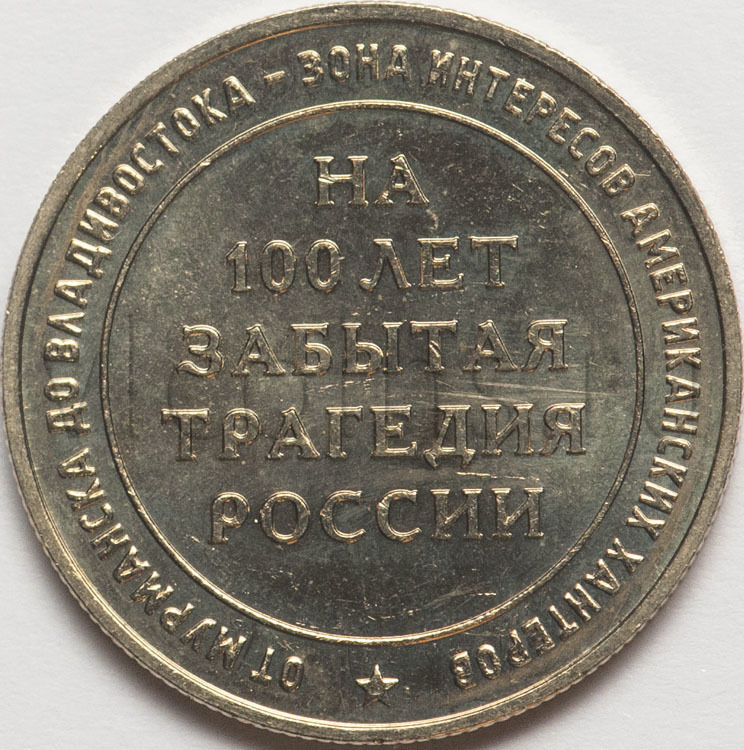 ОТ МУРМАНСКА ДО ВЛАДИВОСТОКА - ЗОНА ИНТЕРЕСОВ АМЕРИКАНСКИХ ХАНТЕРОВ
НА
100 ЛЕТ
ЗАБЫТАЯ
ТРАГЕДИЯ
РОССИИ